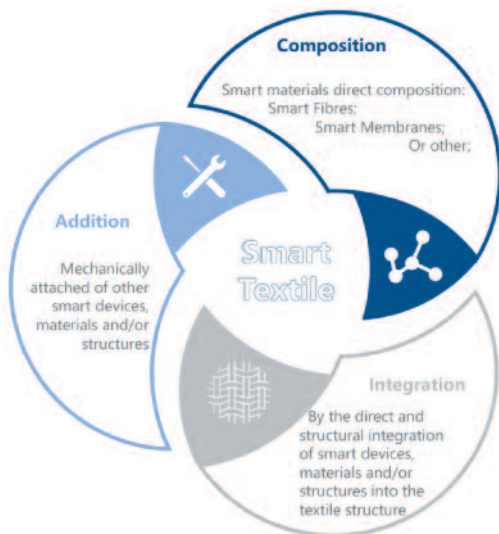 Composition
Smart materials direct composition:
Smart Fibres;
Smart Membranes;
Or other;
Addition
Mechanically
attached of other
smart devices,
materials and/or
structures
Smart
Textile
Integration
By the direct and
structural integration
of smart devices,
materials and/or
structures into the
textile structure